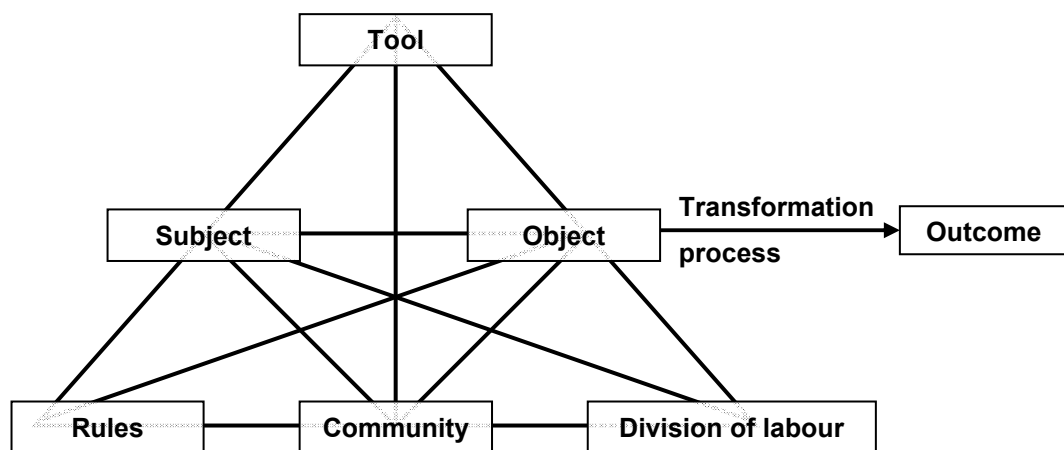 Tool
Subject
Object
Transformation
process
Outcome
Rules
Community
Division of labour